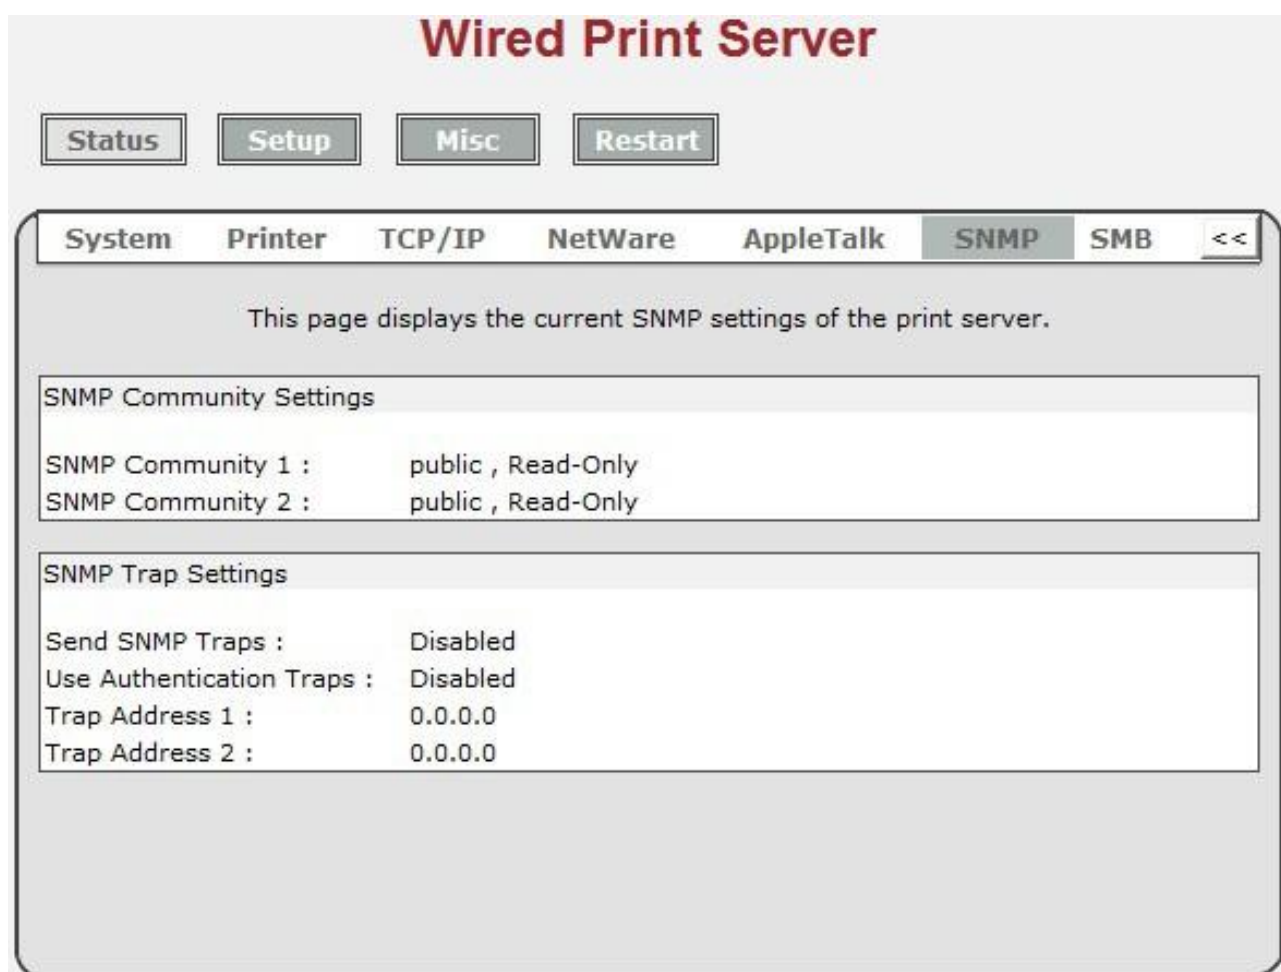 Wired Print Server
Status Setup Misc Restart
System Printer TCP/IP NetWare AppleTalk SNMP SMB <<
This page displays the current SNMP settings of the print server.
SNMP Community Settings
SNMP Community 1 : public , Read-Only
SNMP Community 2 : public , Read-Only
SNMP Trap Settings
Send SNMP Traps : Disabled
Use Authentication Traps : Disabled
Trap Address 1 : 0.0.0.0
Trap Address 2 : 0.0.0.0